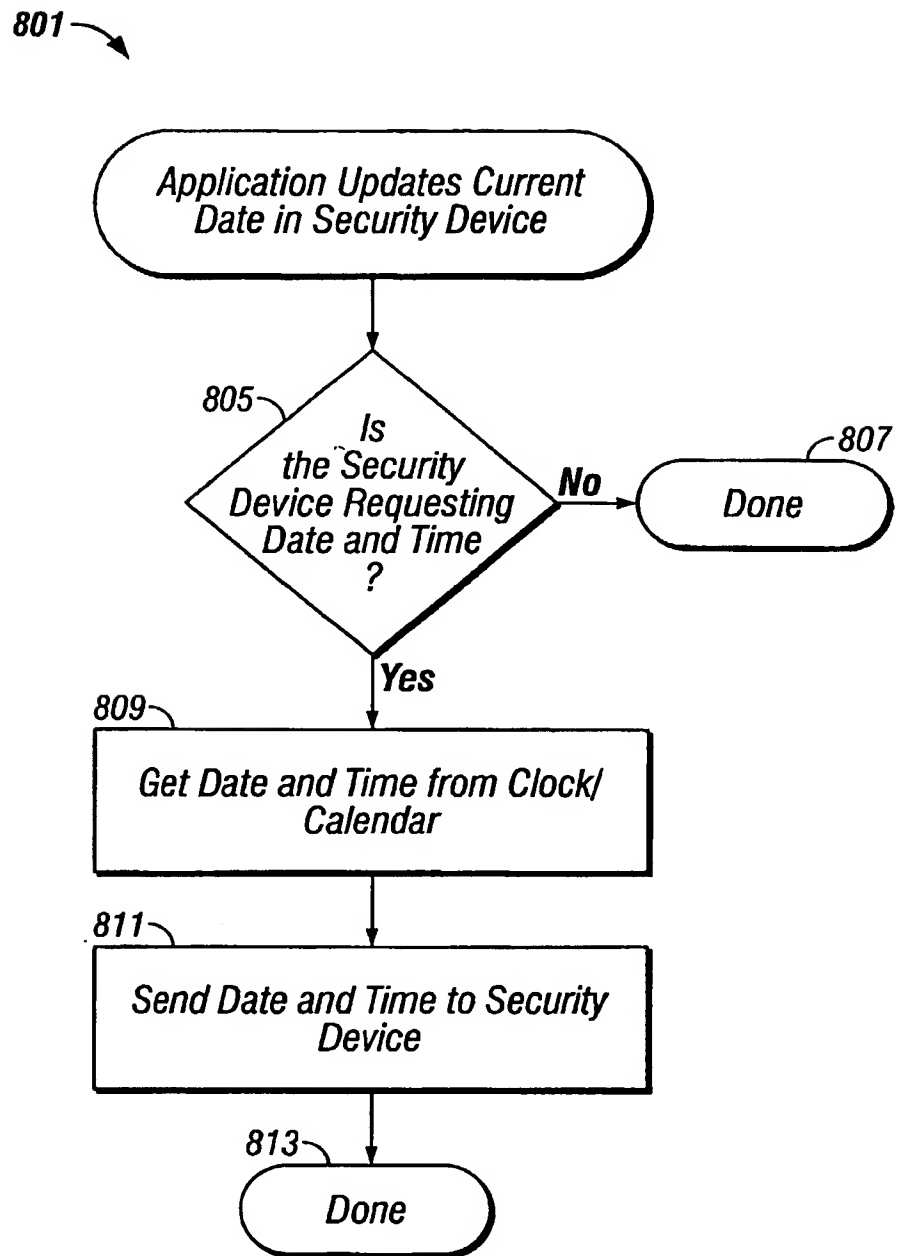 801
Application Updates Current
Date in Security Device
805
Is
the Security
Device Requesting
Date and Time
?
No
807
Done
Yes
809
Get Date and Time from Clock/
Calendar
811
Send Date and Time to Security
Device
813
Done